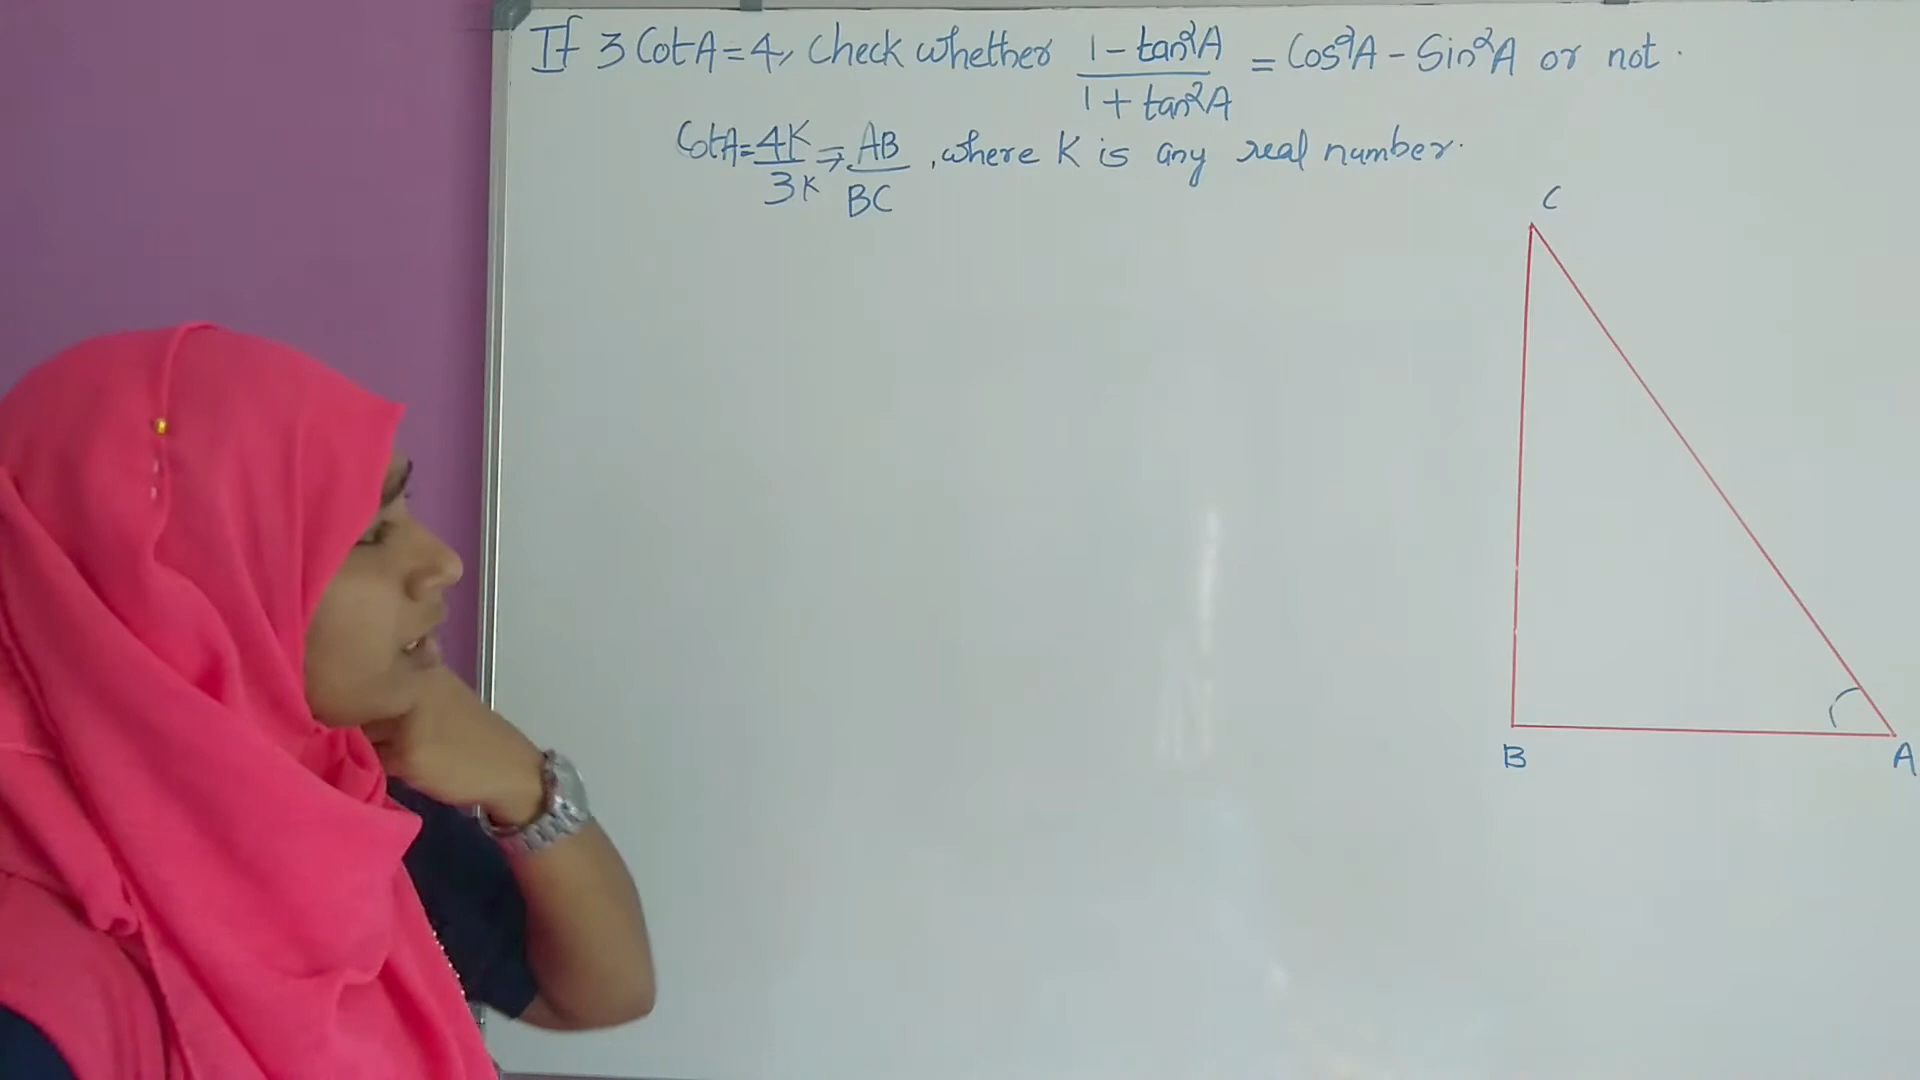 If 3 Cot A = 4, Check whether (1 - tan²A)/(1 + tan²A) = Cos²A - Sin²A or not.
Cot A = 4K/3K ⇒ AB/BC, where K is any real number.
C
B
A